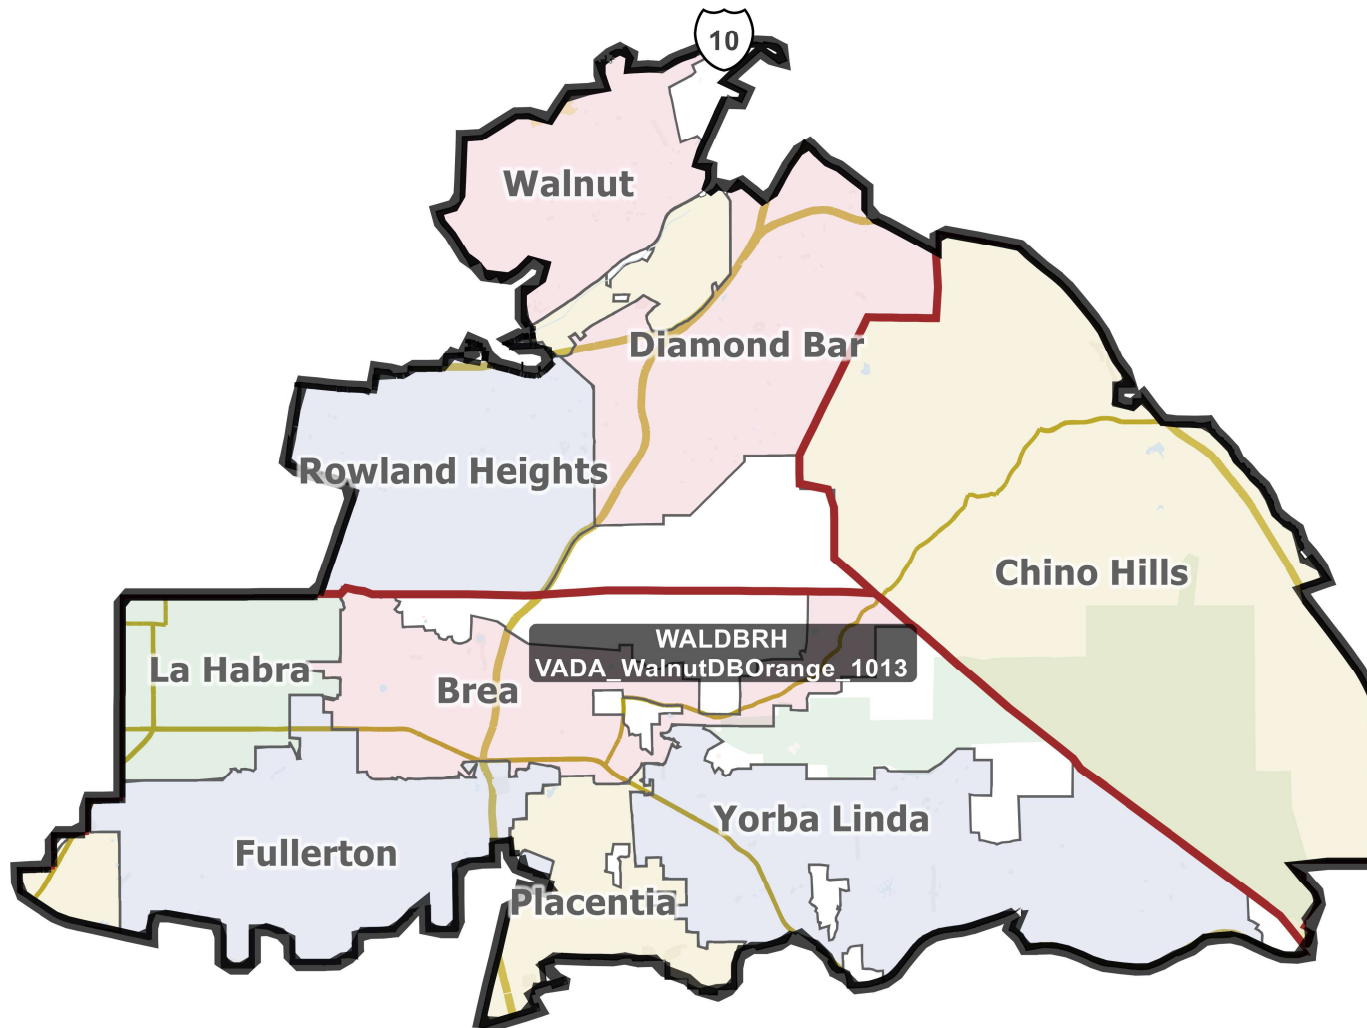 10
Walnut
Diamond Bar
Rowland Heights
Chino Hills
WALDBRH
VADA_WalnutDBOrange_1013
La Habra
Brea
Yorba Linda
Fullerton
Placentia